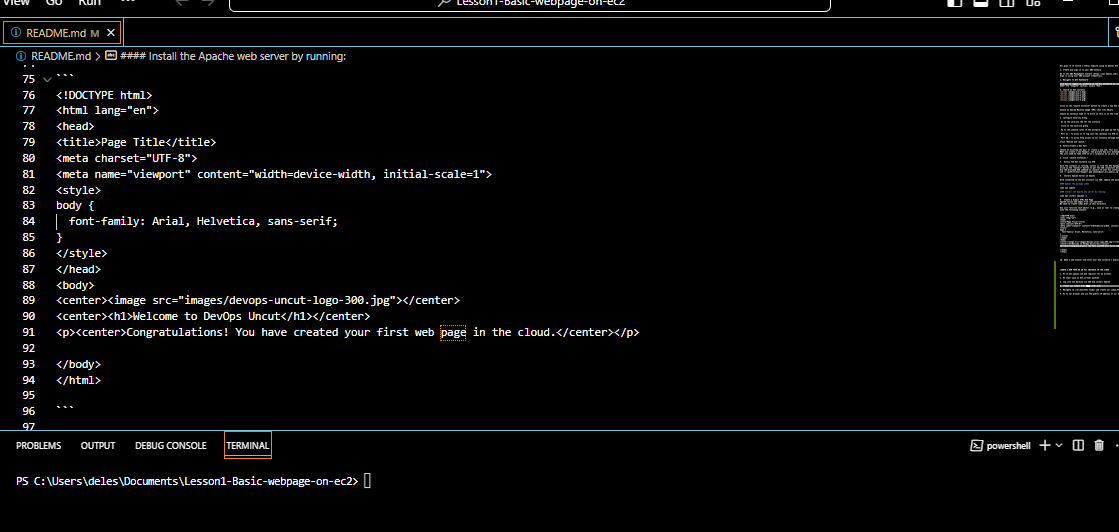 View Go Run ... Lesson1-Basic-webpage-on-ec2
README.md M
README.md > #### Install the Apache web server by running:
75 ```
76 <!DOCTYPE html>
77 <html lang="en">
78 <head>
79 <title>Page Title</title>
80 <meta charset="UTF-8">
81 <meta name="viewport" content="width=device-width, initial-scale=1">
82 <style>
83 body {
84 font-family: Arial, Helvetica, sans-serif;
85 }
86 </style>
87 </head>
88 <body>
89 <center><image src="images/devops-uncut-logo-300.jpg"></center>
90 <center><h1>Welcome to DevOps Uncut</h1></center>
91 <p><center>Congratulations! You have created your first web page in the cloud.</center></p>
92
93 </body>
94 </html>
95
96 ```
97
PROBLEMS OUTPUT DEBUG CONSOLE TERMINAL powershell
PS C:\Users\deles\Documents\Lesson1-Basic-webpage-on-ec2>